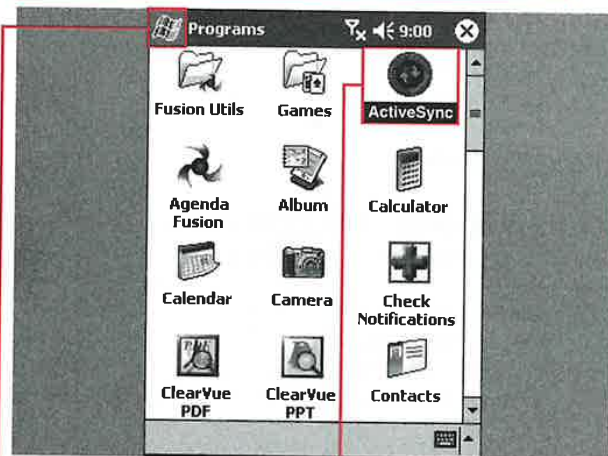 Programs 9:00
Fusion Utils Games ActiveSync
Agenda Fusion Album Calculator
Calendar Camera Check Notifications
ClearVue PDF ClearVue PPT Contacts